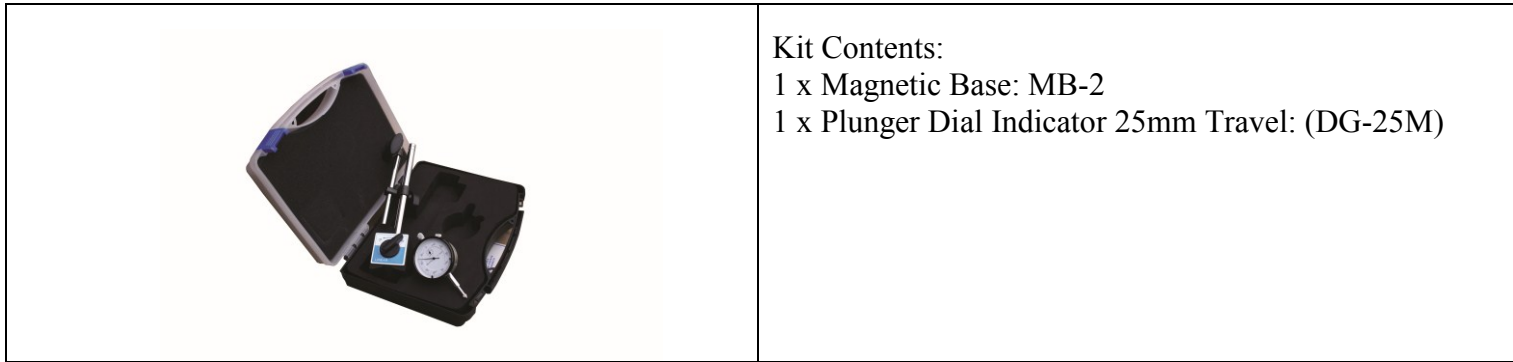 Kit Contents:
1 x Magnetic Base: MB-2
1 x Plunger Dial Indicator 25mm Travel: (DG-25M)